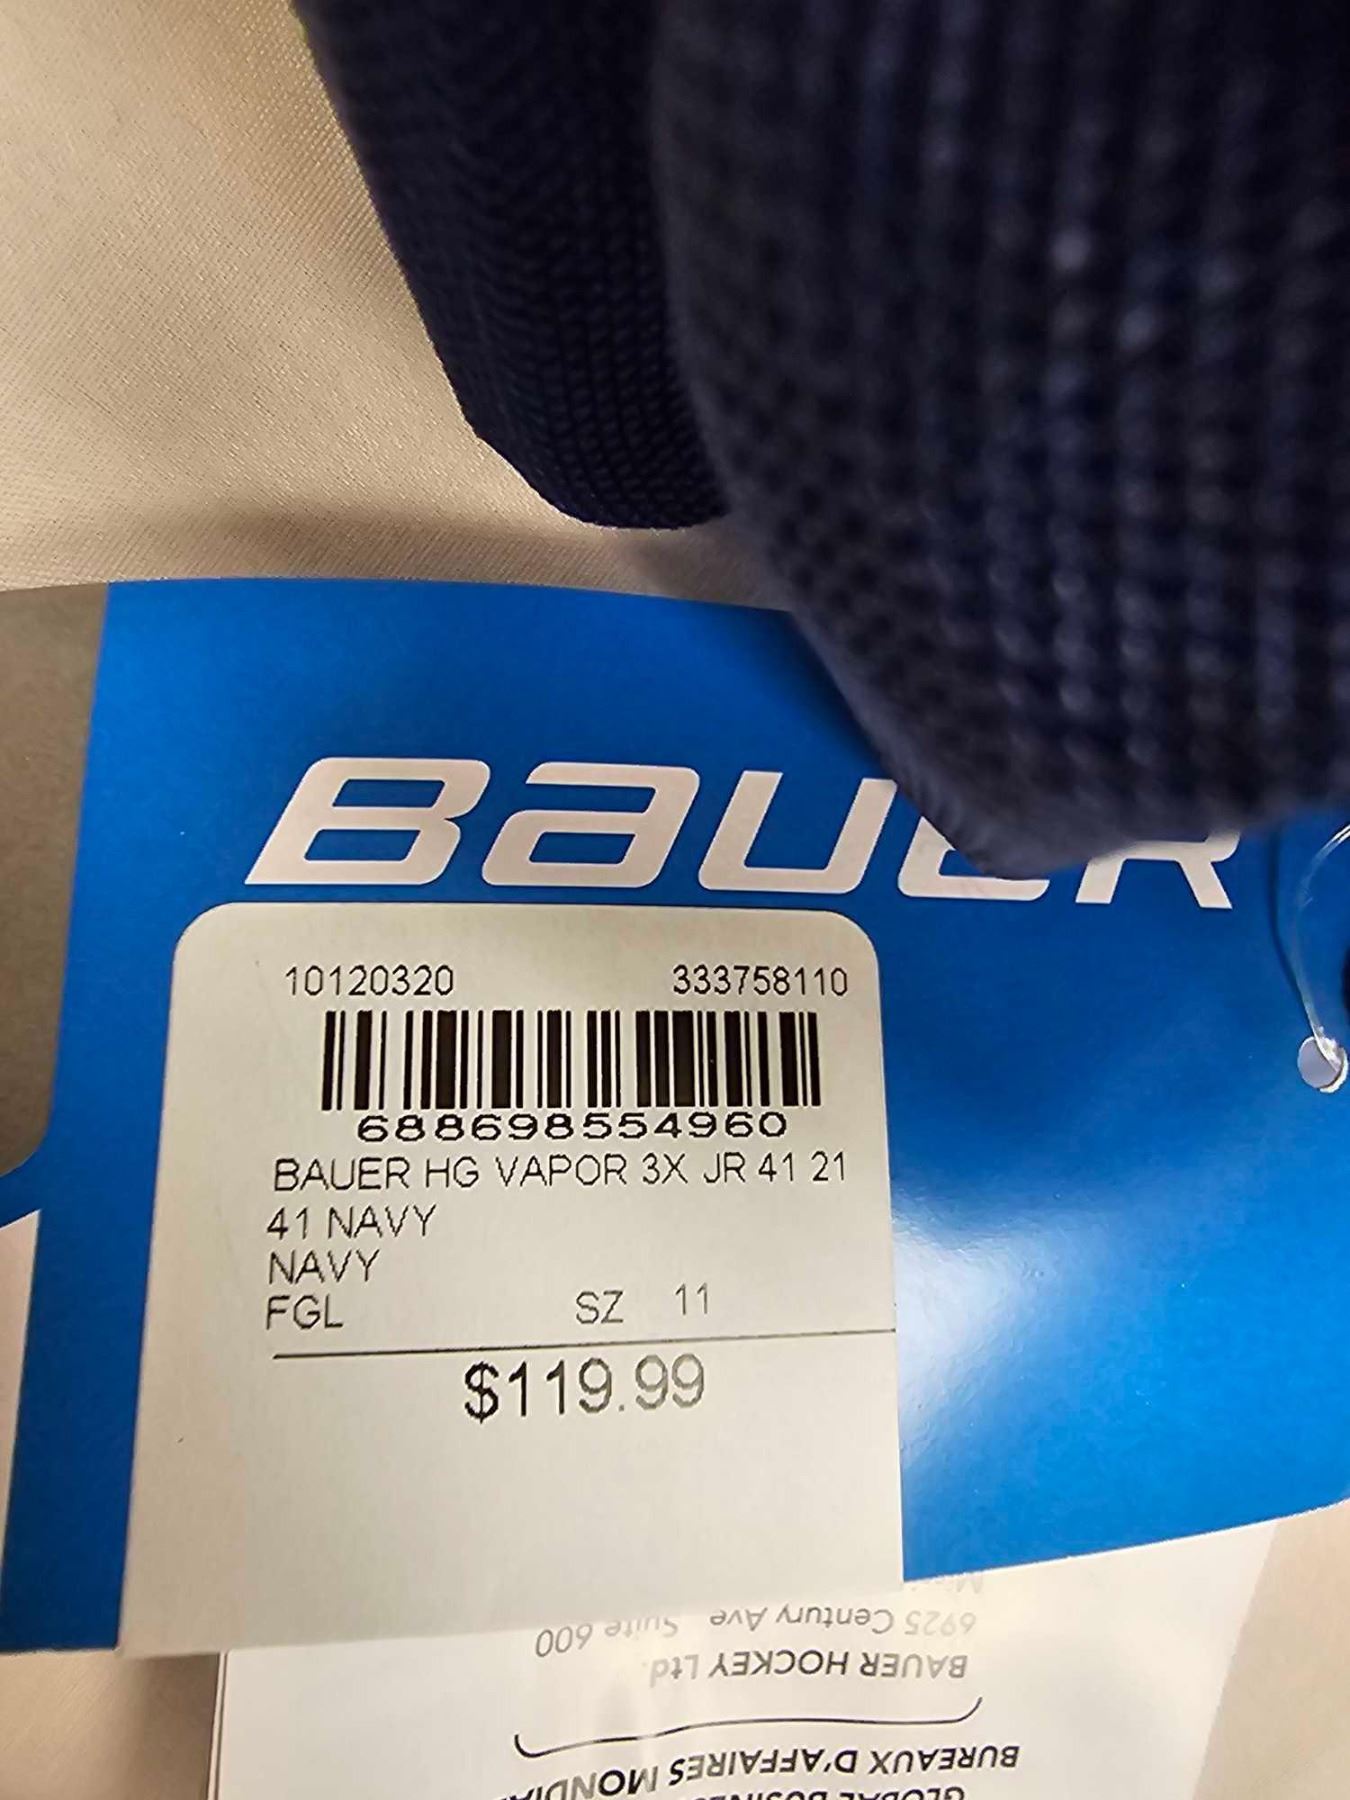 BAUER
10120320 333758110
688698554960
BAUER HG VAPOR 3X JR 41 21
41 NAVY
NAVY
FGL SZ 11
$119.99
6925 Century Ave Suite 600
BAUER HOCKEY Ltd.
BUREAUX D'AFFAIRES
GLOBAL